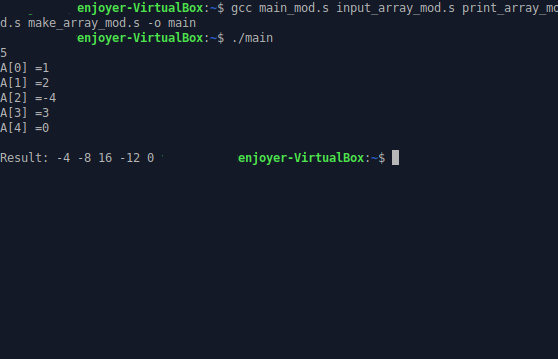 enjoyer-VirtualBox:~$ gcc main_mod.s input_array_mod.s print_array_mo
d.s make_array_mod.s -o main
enjoyer-VirtualBox:~$ ./main
5
A[0] =1
A[1] =2
A[2] =-4
A[3] =3
A[4] =0
Result: -4 -8 16 -12 0 enjoyer-VirtualBox:~$